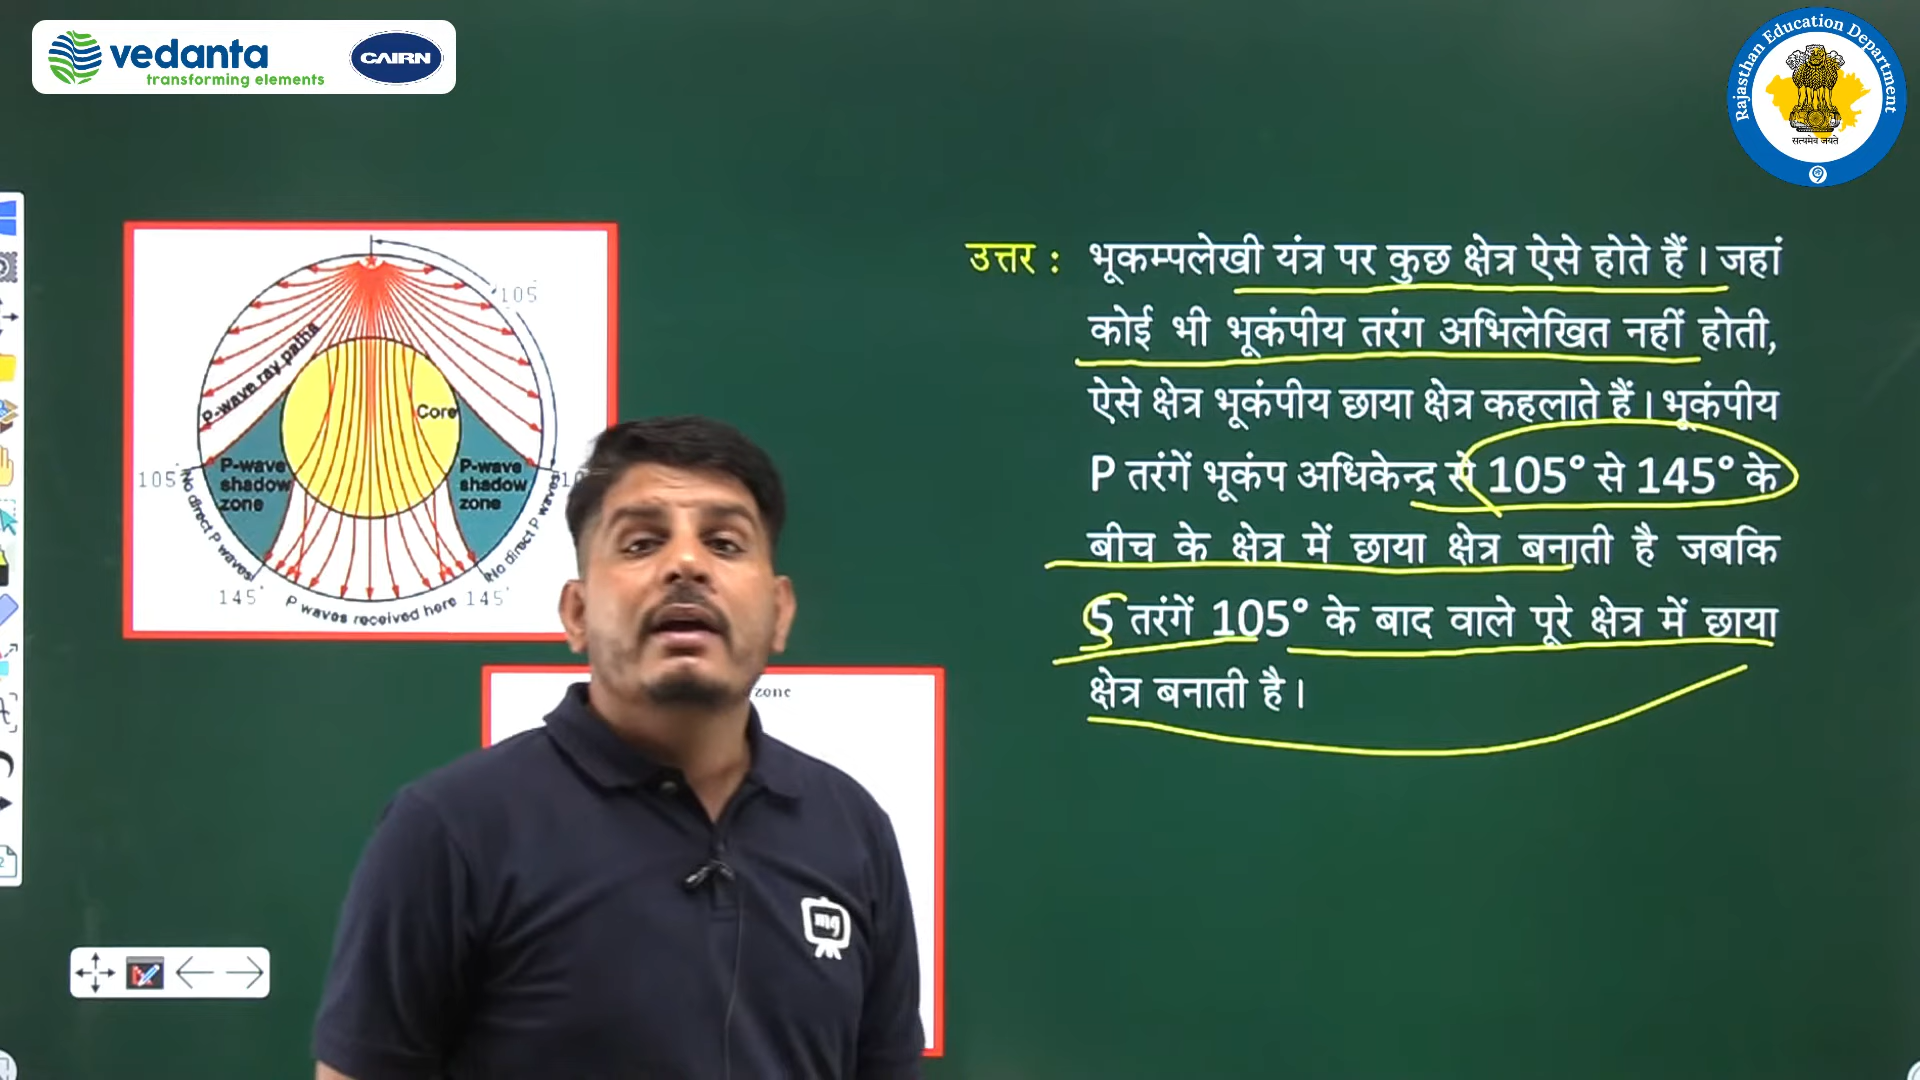 vedanta
transforming elements
CAIRN
Rajasthan Education Department
सत्यमेव जयते
उत्तर : भूकम्पलेखी यंत्र पर कुछ क्षेत्र ऐसे होते हैं। जहां
कोई भी भूकंपीय तरंग अभिलेखित नहीं होती,
ऐसे क्षेत्र भूकंपीय छाया क्षेत्र कहलाते हैं। भूकंपीय
P तरंगें भूकंप अधिकेन्द्र से 105° से 145° के
बीच के क्षेत्र में छाया क्षेत्र बनाती है जबकि
S तरंगें 105° के बाद वाले पूरे क्षेत्र में छाया
क्षेत्र बनाती है।
105
P-wave ray paths
Core
105°
P-wave
shadow
zone
P-wave
shadow
zone
No direct P waves
No direct P waves
145°
P waves received here
145°
zone
mg